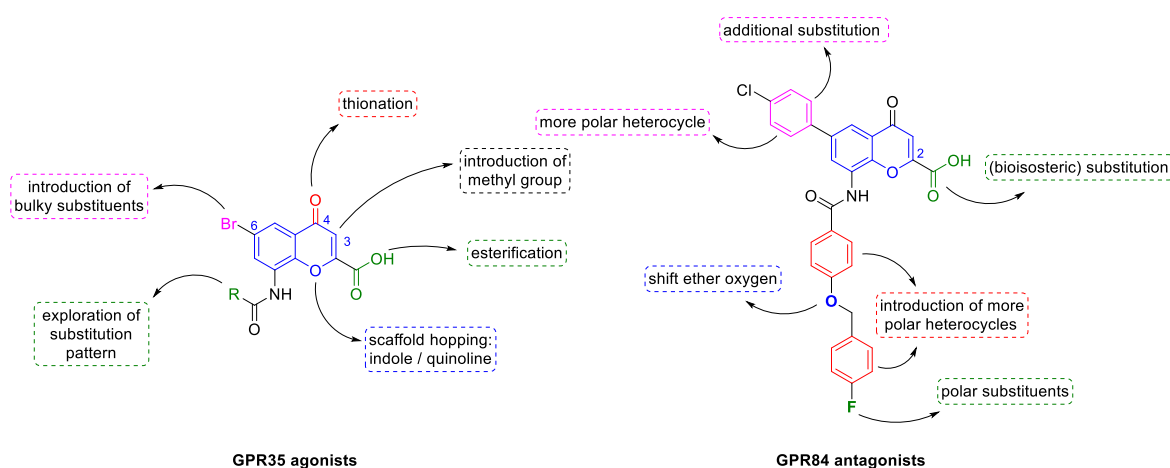 additional substitution
thionation
introduction of
methyl group
introduction of
bulky substituents
Br
6
O
4
3
O
OH
O
esterification
R
NH
O
exploration of
substitution
pattern
scaffold hopping:
indole / quinoline
GPR35 agonists
Cl
more polar heterocycle
O
2
O
OH
O
(bioisosteric) substitution
O
NH
shift ether oxygen
O
introduction of more
polar heterocycles
F
polar substituents
GPR84 antagonists